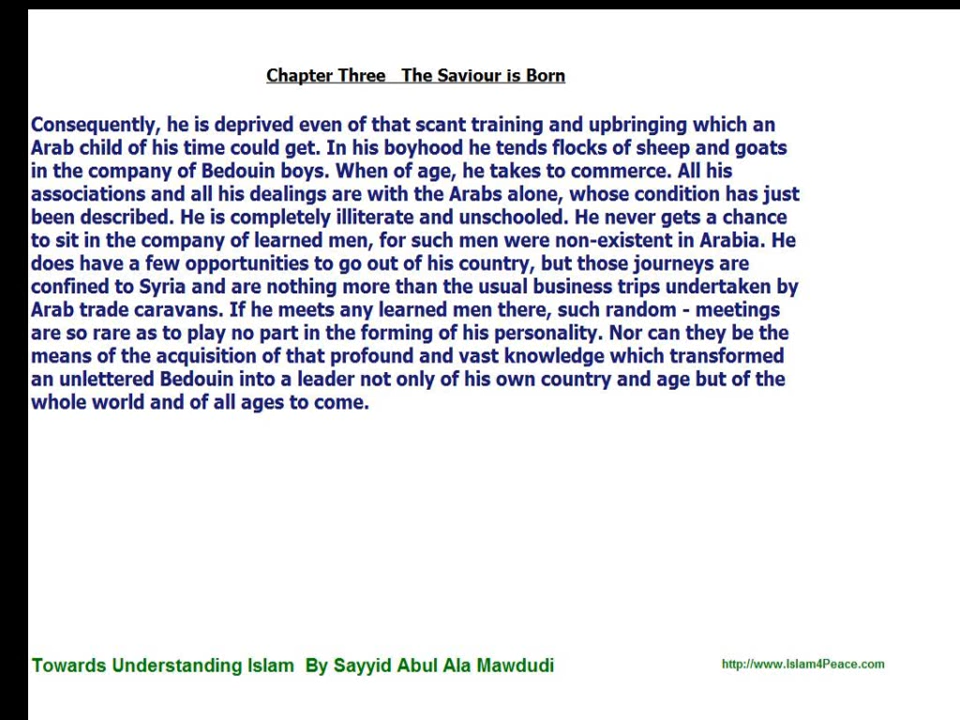 Chapter Three   The Saviour is Born
Consequently, he is deprived even of that scant training and upbringing which an
Arab child of his time could get. In his boyhood he tends flocks of sheep and goats
in the company of Bedouin boys. When of age, he takes to commerce. All his
associations and all his dealings are with the Arabs alone, whose condition has just
been described. He is completely illiterate and unschooled. He never gets a chance
to sit in the company of learned men, for such men were non-existent in Arabia. He
does have a few opportunities to go out of his country, but those journeys are
confined to Syria and are nothing more than the usual business trips undertaken by
Arab trade caravans. If he meets any learned men there, such random - meetings
are so rare as to play no part in the forming of his personality. Nor can they be the
means of the acquisition of that profound and vast knowledge which transformed
an unlettered Bedouin into a leader not only of his own country and age but of the
whole world and of all ages to come.
Towards Understanding Islam  By Sayyid Abul Ala Mawdudi
http://www.Islam4Peace.com